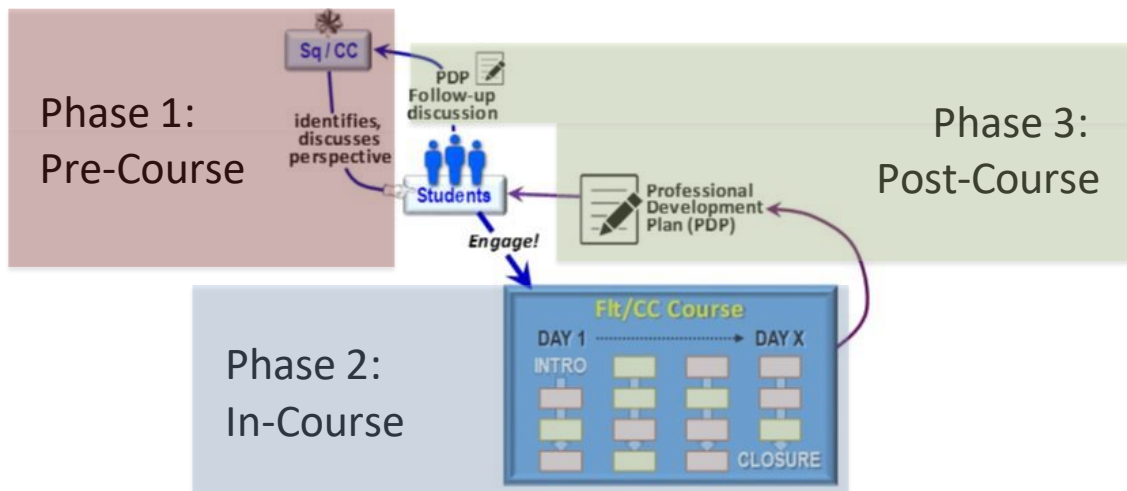 Phase 1:
Pre-Course
Sq / CC
identifies,
discusses
perspective
PDP
Follow-up
discussion
Students
Engage!
Phase 3:
Post-Course
Professional
Development
Plan (PDP)
Phase 2:
In-Course
Flt/CC Course
DAY 1
DAY X
INTRO
CLOSURE